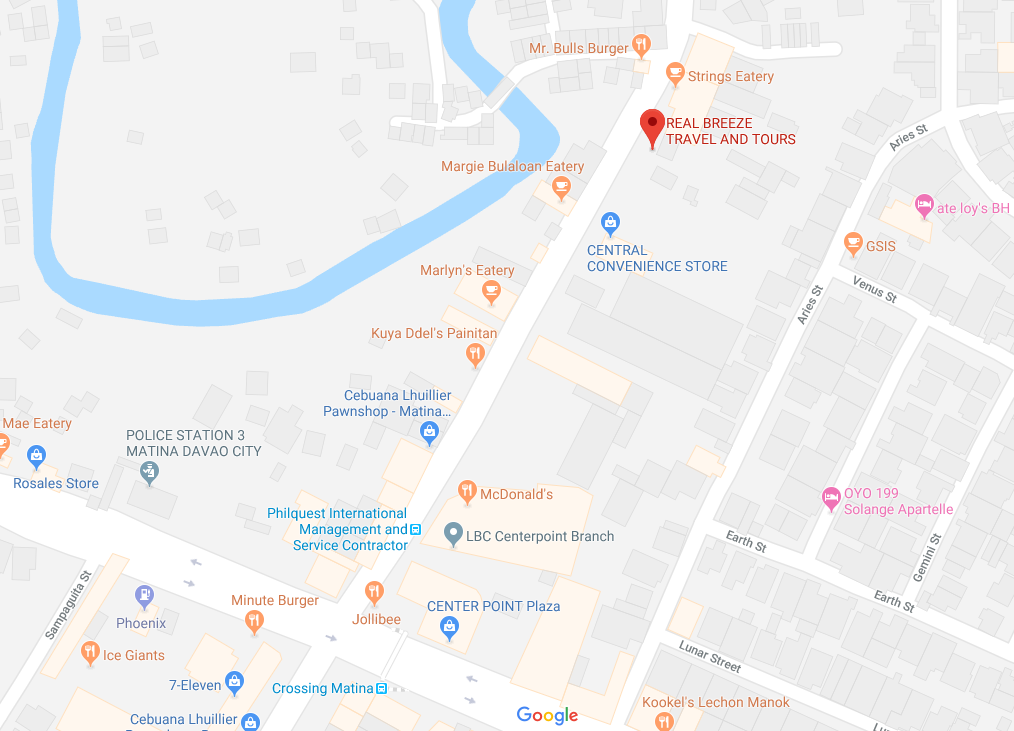 Mr. Bulls Burger
Strings Eatery
REAL BREEZE
TRAVEL AND TOURS
Aries St
Margie Bulaloan Eatery
ate loy's BH
CENTRAL
CONVENIENCE STORE
GSIS
Marlyn's Eatery
Venus St
Aries St
Kuya Ddel's Painitan
Cebuana Lhuillier
Pawnshop - Matina...
Mae Eatery
POLICE STATION 3
MATINA DAVAO CITY
Rosales Store
McDonald's
OYO 199
Solange Apartelle
Philquest International
Management and
Service Contractor
LBC Centerpoint Branch
Earth St
Gemini St
Sampaguita St
Phoenix
Minute Burger
Jollibee
CENTER POINT Plaza
Earth St
Ice Giants
Lunar Street
7-Eleven
Crossing Matina
Kookel's Lechon Manok
Cebuana Lhuillier
Google